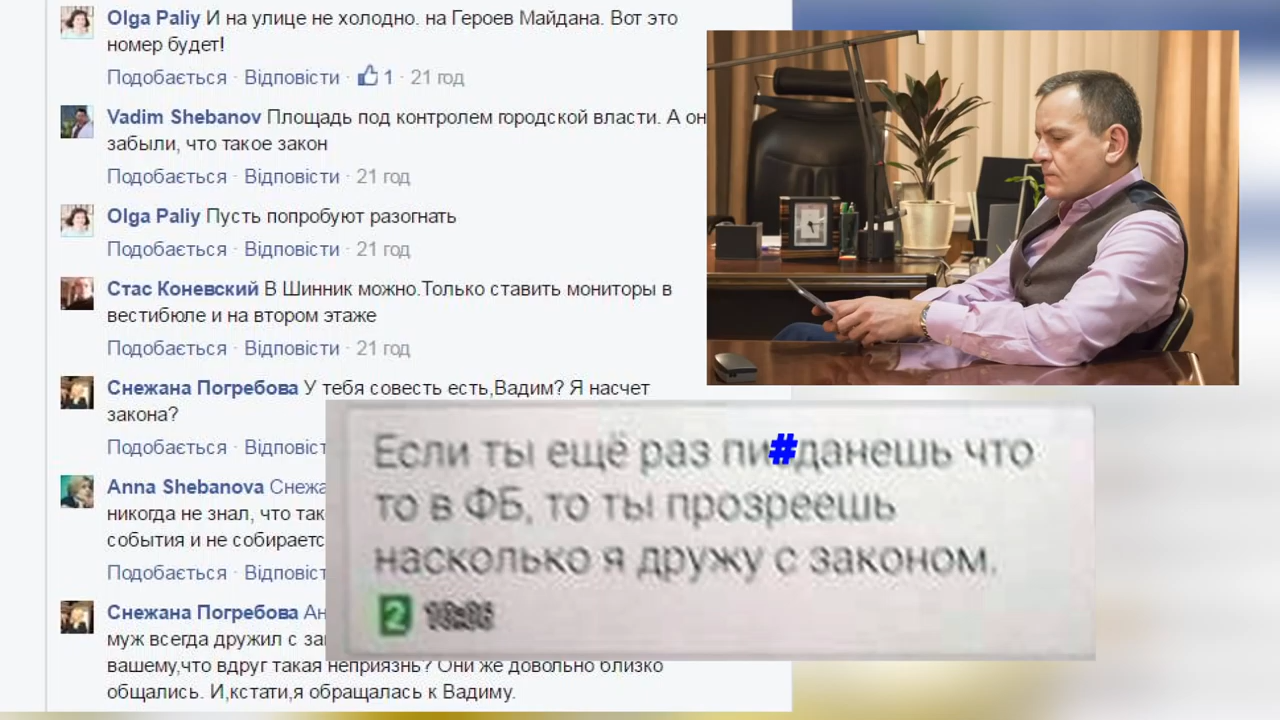 Olga Paliy И на улице не холодно. на Героев Майдана. Вот это
номер будет!
Подобається · Відповісти · 1 · 21 год
Vadim Shebanov Площадь под контролем городской власти. А он
забыли, что такое закон
Подобається · Відповісти · 21 год
Olga Paliy Пусть попробуют разогнать
Подобається · Відповісти · 21 год
Стас Коневский В Шинник можно.Только ставить мониторы в
вестибюле и на втором этаже
Подобається · Відповісти · 21 год
Снежана Погребова У тебя совесть есть,Вадим? Я насчет
закона?
Подобається · Відповіст
Anna Shebanova Снежа
никогда не знал, что так
события и не собираетс
Подобається · Відповіст
Снежана Погребова Ан
муж всегда дружил с за
вашему,что вдруг такая неприязнь? Они же довольно близко
общались. И,кстати,я обращалась к Вадиму.
Если ты ещё раз пи#данешь что
то в ФБ, то ты прозреешь
насколько я дружу с законом.
2